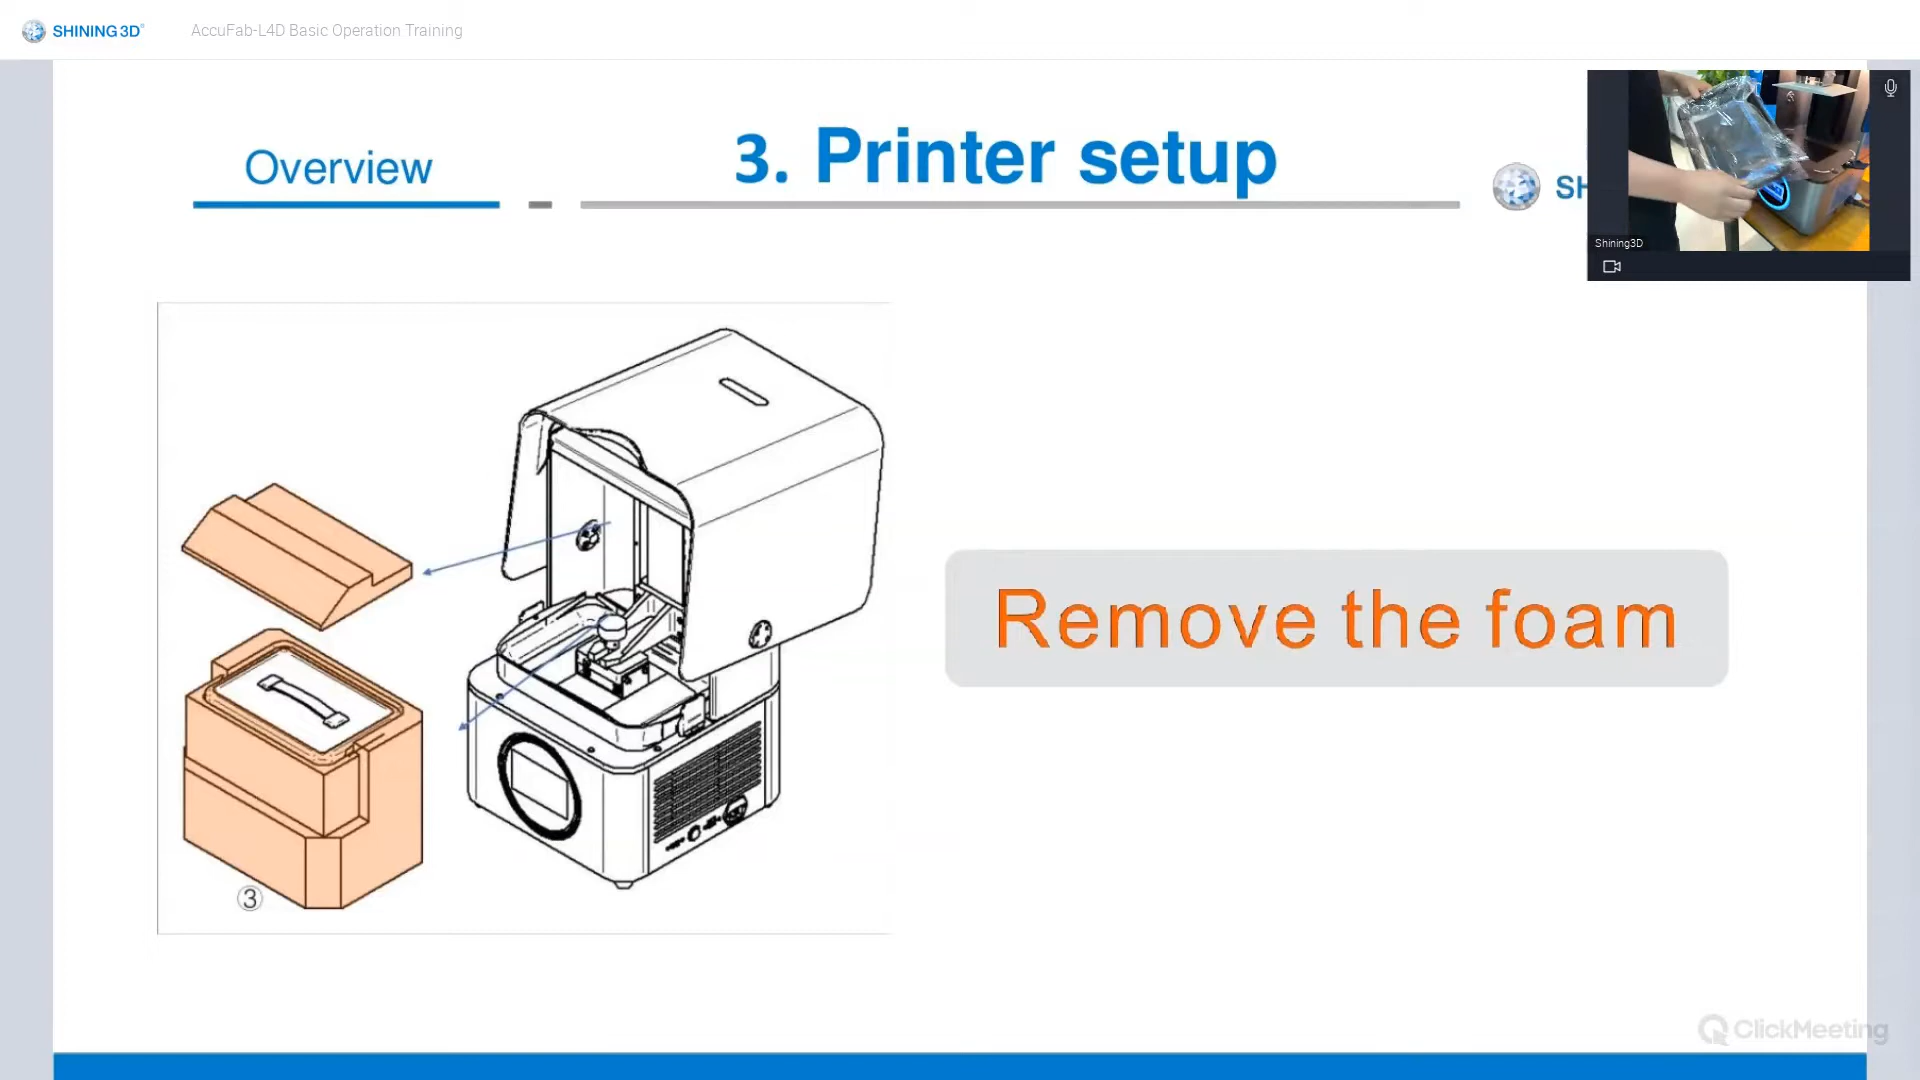 SHINING 3D®
AccuFab-L4D Basic Operation Training
Overview
3. Printer setup
SH
Shining3D
Remove the foam
③
ClickMeeting